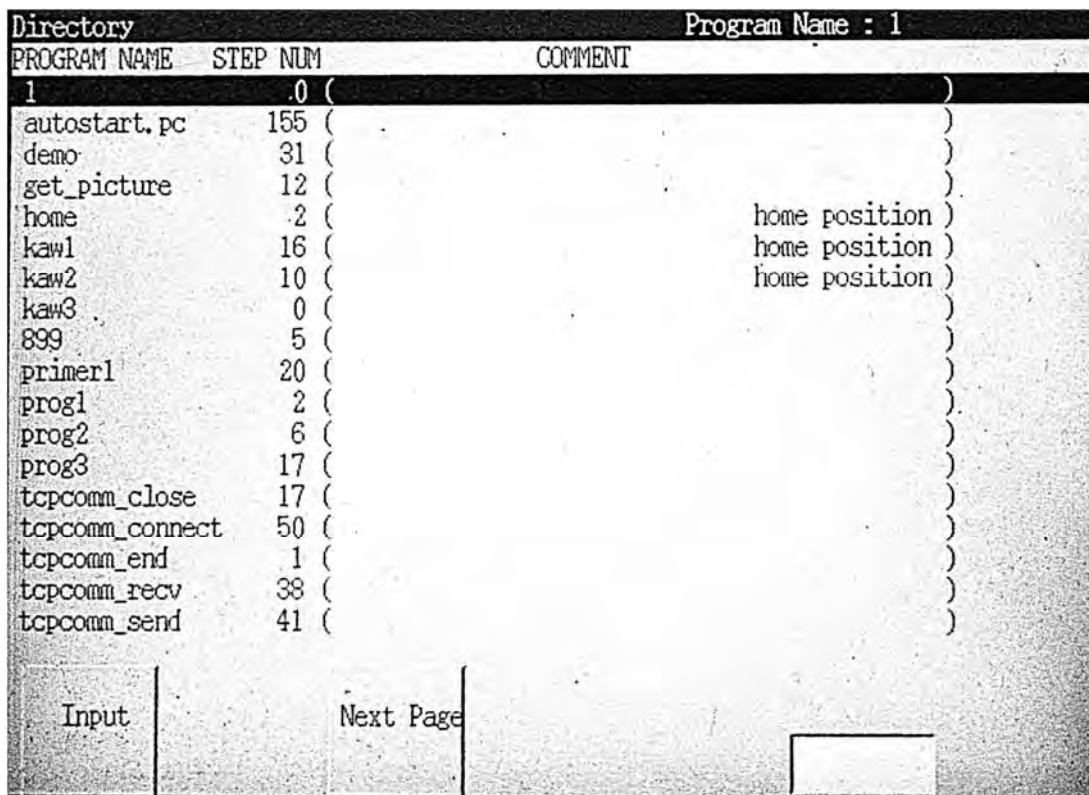 Directory Program Name : 1
PROGRAM NAME STEP NUM COMMENT
1 0 ( )
autostart.pc 155 ( )
demo 31 ( )
get_picture 12 ( )
home 2 ( home position )
kaw1 16 ( home position )
kaw2 10 ( home position )
kaw3 0 ( )
899 5 ( )
primer1 20 ( )
prog1 2 ( )
prog2 6 ( )
prog3 17 ( )
tcpcomm_close 17 ( )
tcpcomm_connect 50 ( )
tcpcomm_end 1 ( )
tcpcomm_recv 38 ( )
tcpcomm_send 41 ( )
Input Next Page